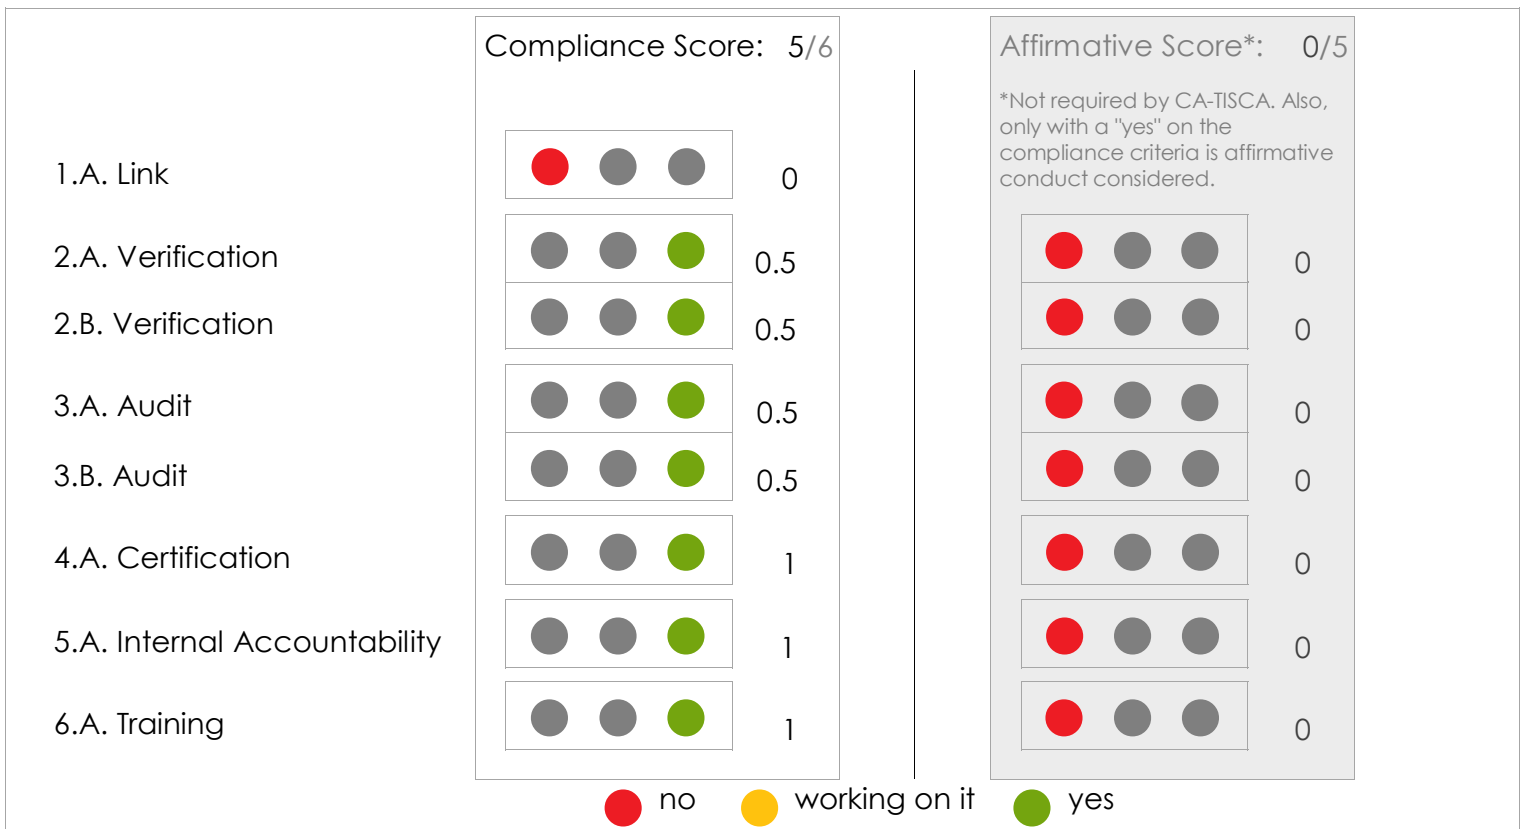 Compliance Score: 5/6
Affirmative Score*: 0/5
*Not required by CA-TISCA. Also,
only with a "yes" on the
compliance criteria is affirmative
conduct considered.
1.A. Link 0
2.A. Verification 0.5 0
2.B. Verification 0.5 0
3.A. Audit 0.5 0
3.B. Audit 0.5 0
4.A. Certification 1 0
5.A. Internal Accountability 1 0
6.A. Training 1 0
no working on it yes